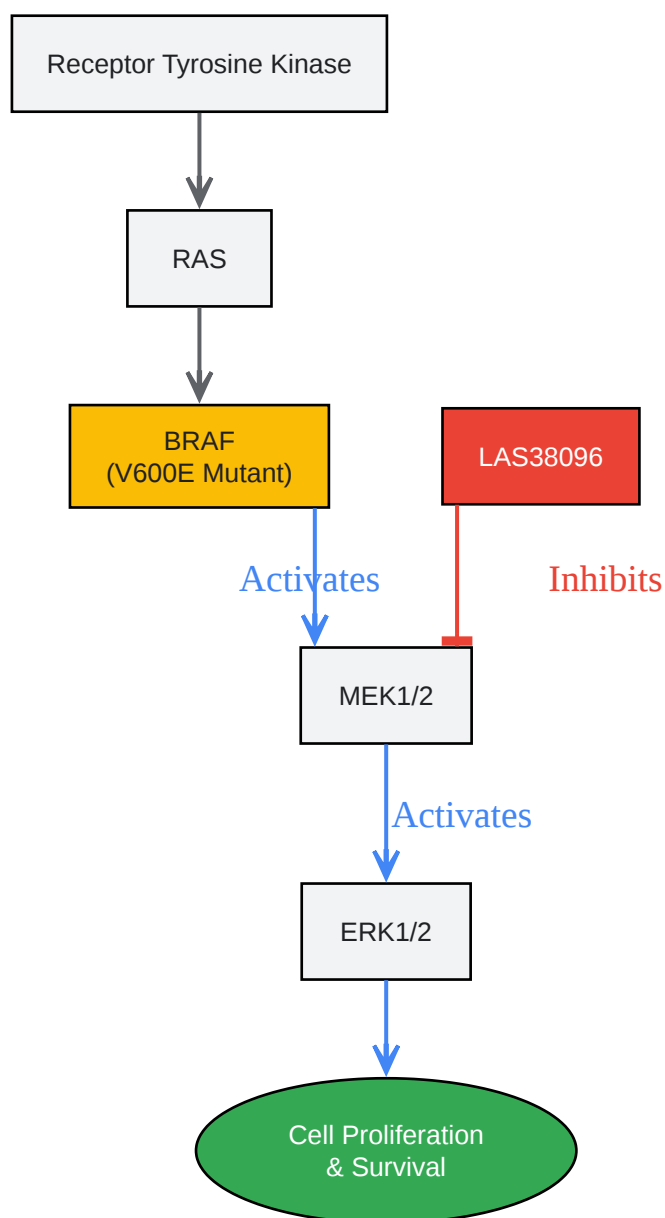 Receptor Tyrosine Kinase
RAS
BRAF
(V600E Mutant)
LAS38096
Activates
Inhibits
MEK1/2
Activates
ERK1/2
Cell Proliferation
& Survival